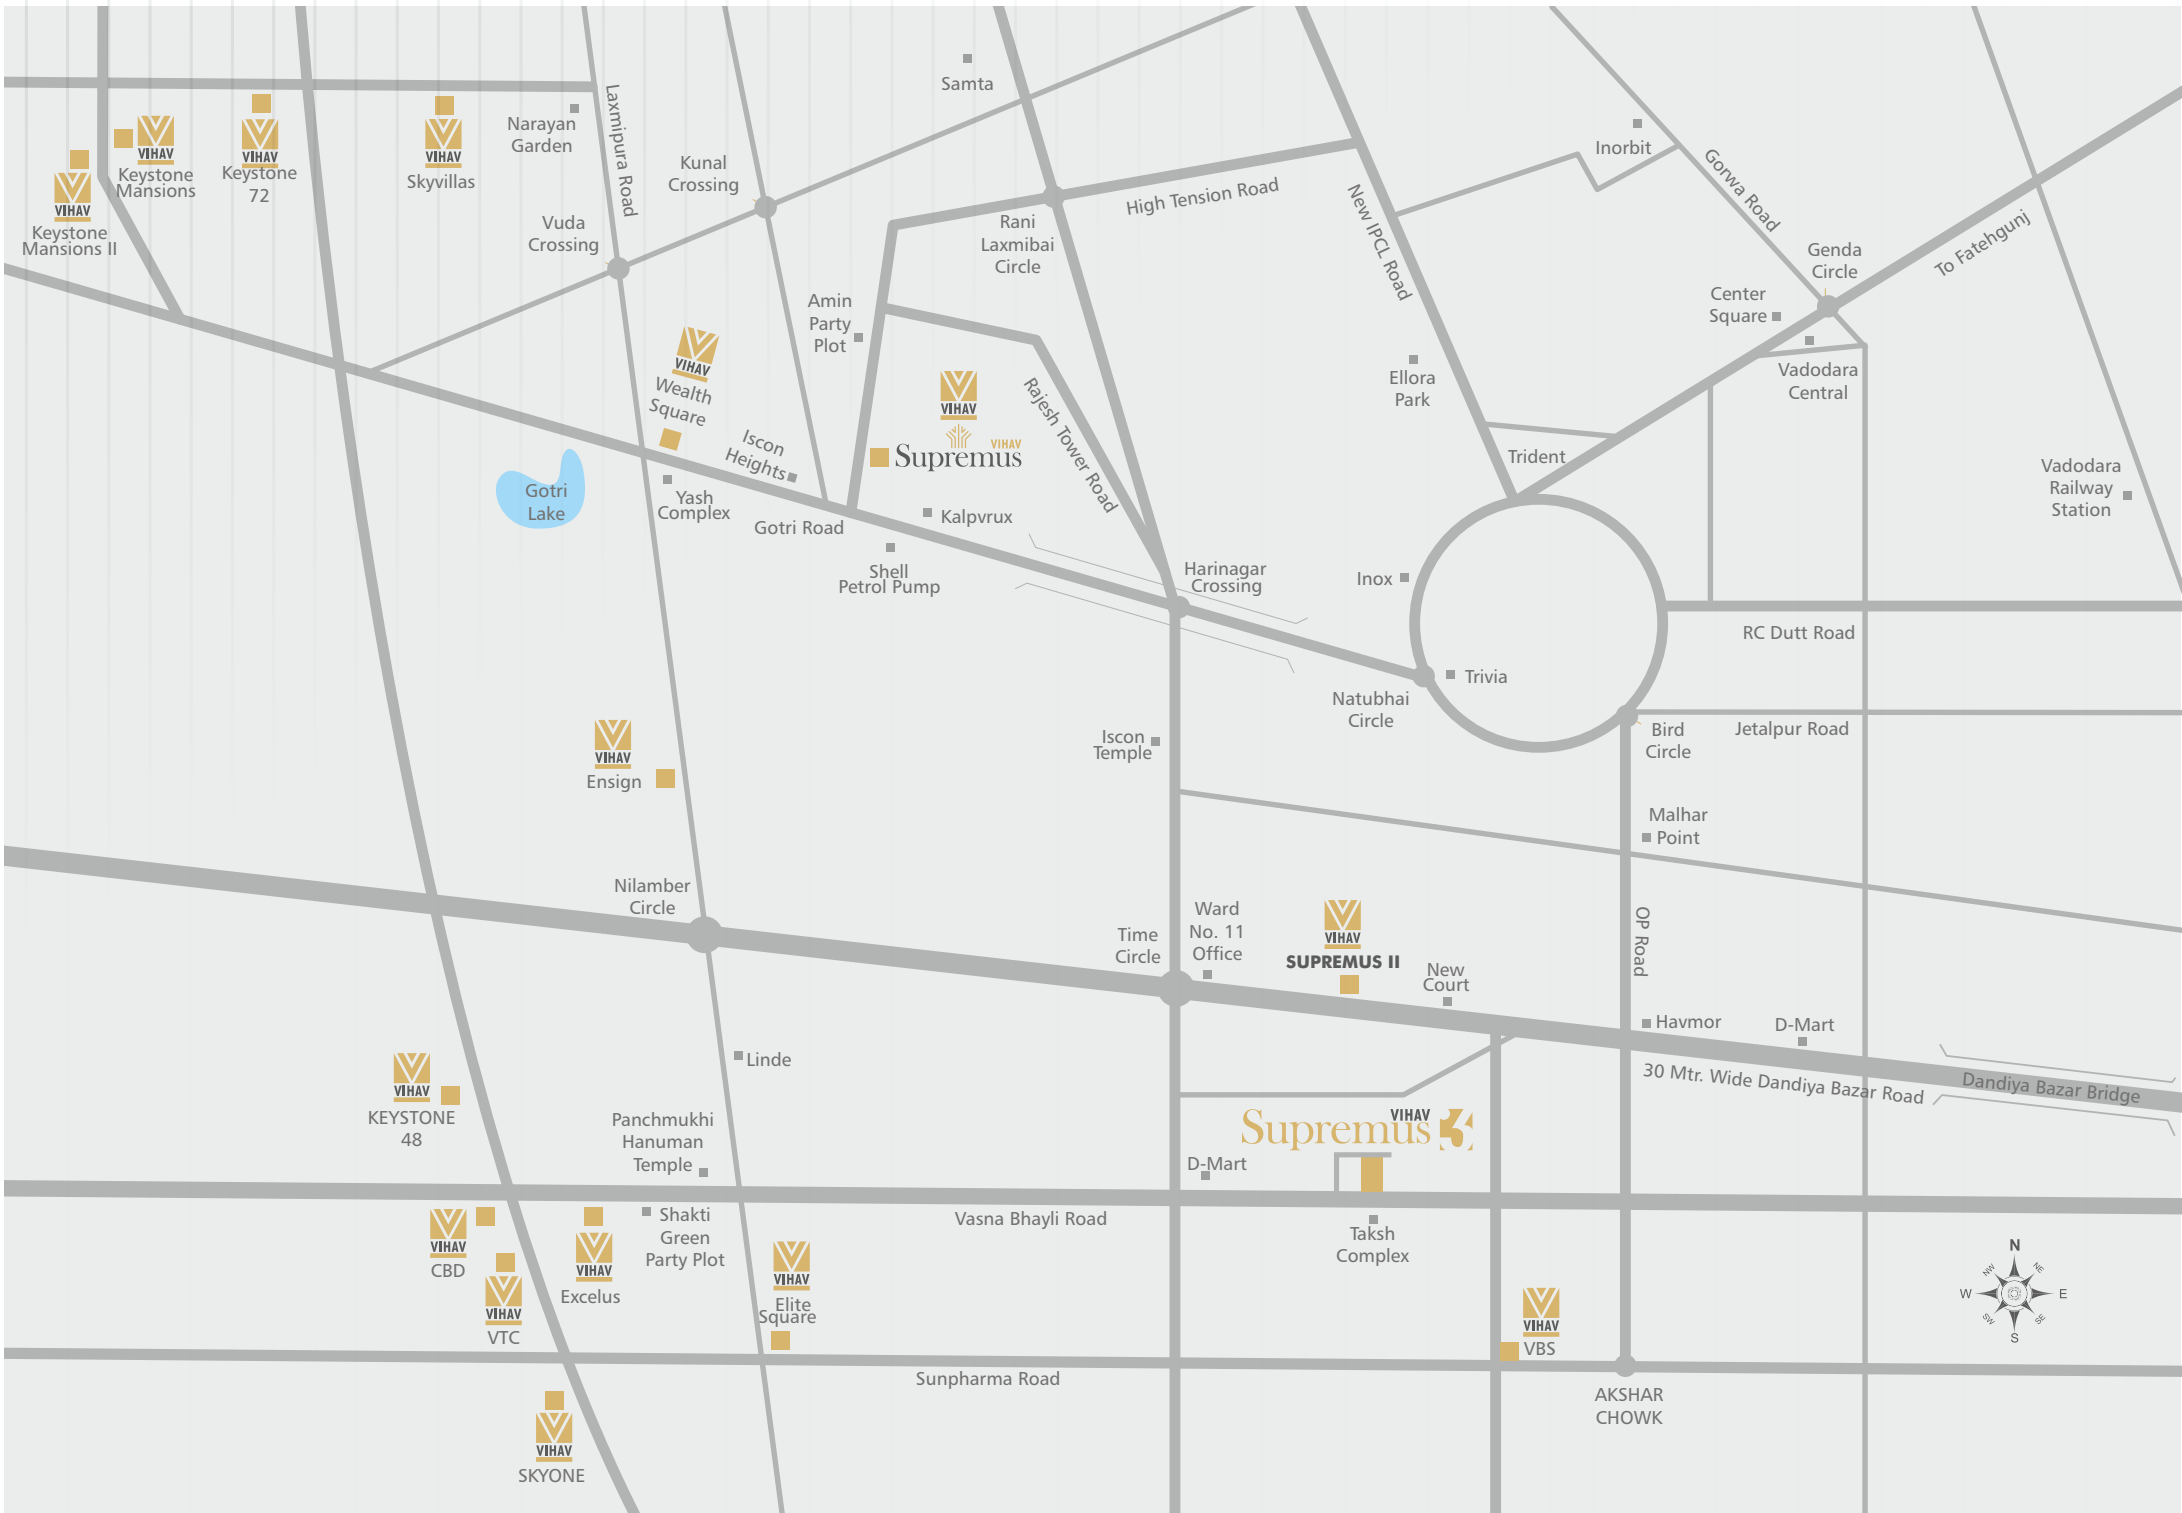 Samta
Laxmipura Road
Narayan
Garden
Inorbit
VIHAV
Keystone
Mansions
VIHAV
Keystone
72
VIHAV
Skyvillas
Kunal
Crossing
Gorwa Road
VIHAV
Keystone
Mansions II
Vuda
Crossing
High Tension Road
Rani
Laxmibai
Circle
New IPCL Road
To Fatehgunj
Genda
Circle
Center
Square
Amin
Party
Plot
VIHAV
Wealth
Square
Ellora
Park
Vadodara
Central
VIHAV
VIHAV
Supremus
Rajesh Tower Road
Iscon
Heights
Trident
Vadodara
Railway
Station
Gotri
Lake
Yash
Complex
Gotri Road
Kalpvrux
Shell
Petrol Pump
Harinagar
Crossing
Inox
RC Dutt Road
Trivia
Natubhai
Circle
Bird
Circle
Jetalpur Road
VIHAV
Ensign
Iscon
Temple
Malhar
Point
Nilamber
Circle
Time
Circle
Ward
No. 11
Office
VIHAV
SUPREMUS II
New
Court
OP Road
Havmor
D-Mart
Linde
30 Mtr. Wide Dandiya Bazar Road
Dandiya Bazar Bridge
VIHAV
KEYSTONE
48
Panchmukhi
Hanuman
Temple
VIHAV
Supremus 3
D-Mart
Vasna Bhayli Road
Taksh
Complex
VIHAV
CBD
VIHAV
VTC
VIHAV
Excelus
Shakti
Green
Party Plot
VIHAV
Elite
Square
VIHAV
VBS
N
NW
NE
W
E
SW
SE
S
Sunpharma Road
AKSHAR
CHOWK
VIHAV
SKYONE